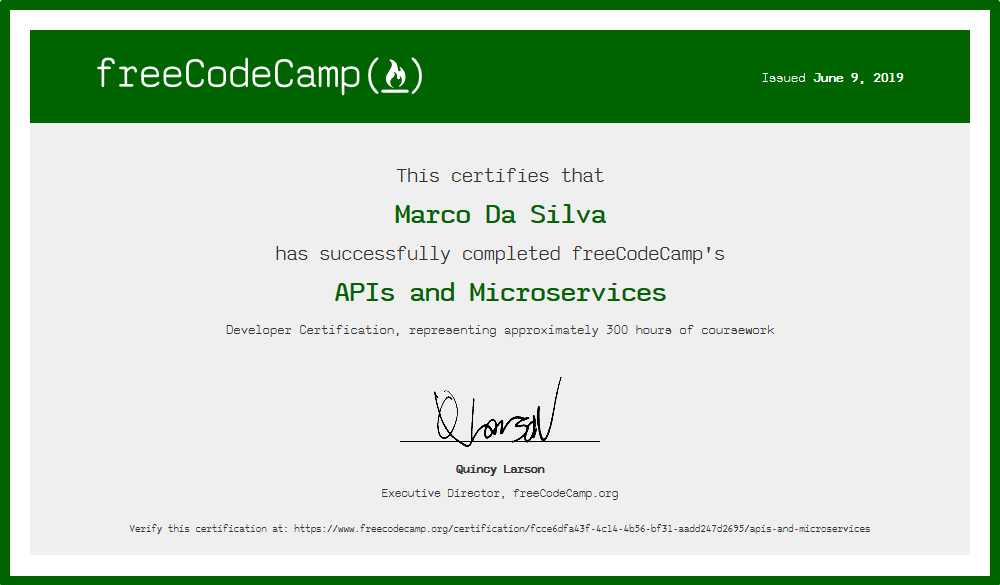 freeCodeCamp(🔥)
Issued June 9, 2019
This certifies that
Marco Da Silva
has successfully completed freeCodeCamp's
APIs and Microservices
Developer Certification, representing approximately 300 hours of coursework
QLarson
Quincy Larson
Executive Director, freeCodeCamp.org
Verify this certification at: https://www.freecodecamp.org/certification/fcce6dfa43f-4c14-4b56-bf31-aadd247d2695/apis-and-microservices